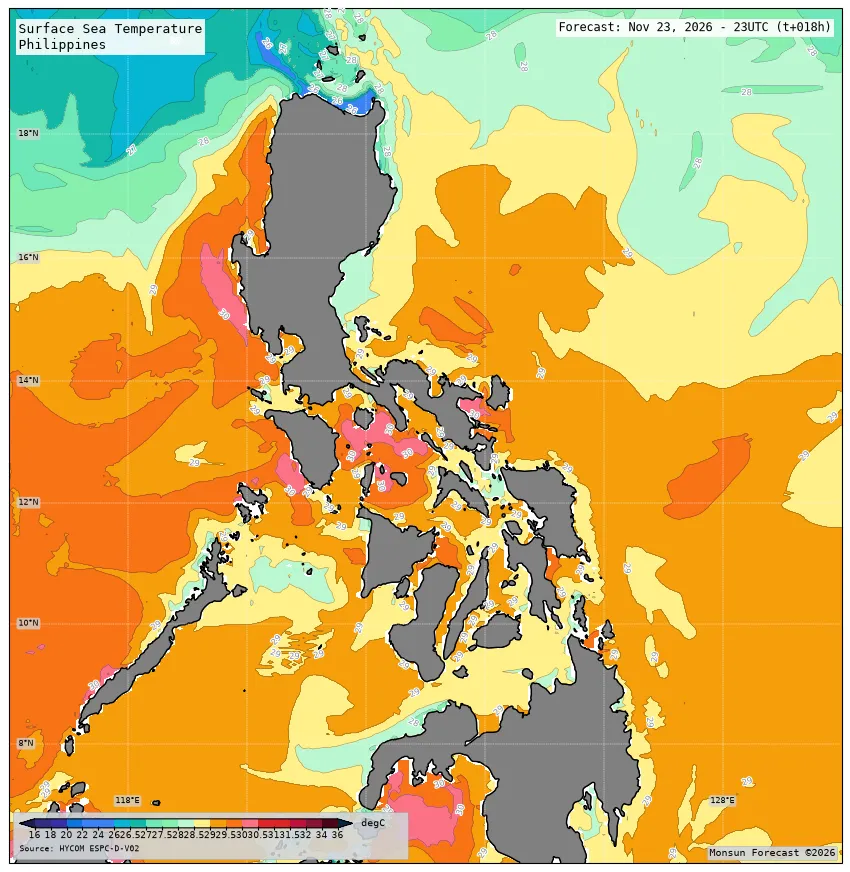 Surface Sea Temperature
Philippines
Forecast: Nov 23, 2026 - 23UTC (t+018h)
18°N
16°N
14°N
12°N
10°N
8°N
118°E
128°E
16 18 20 22 24 26 26.5 27 27.5 28 28.5 29 29.5 30 30.5 31 31.5 32 34 36 degC
Source: HYCOM ESPC-D-V02
Monsun Forecast ©2026